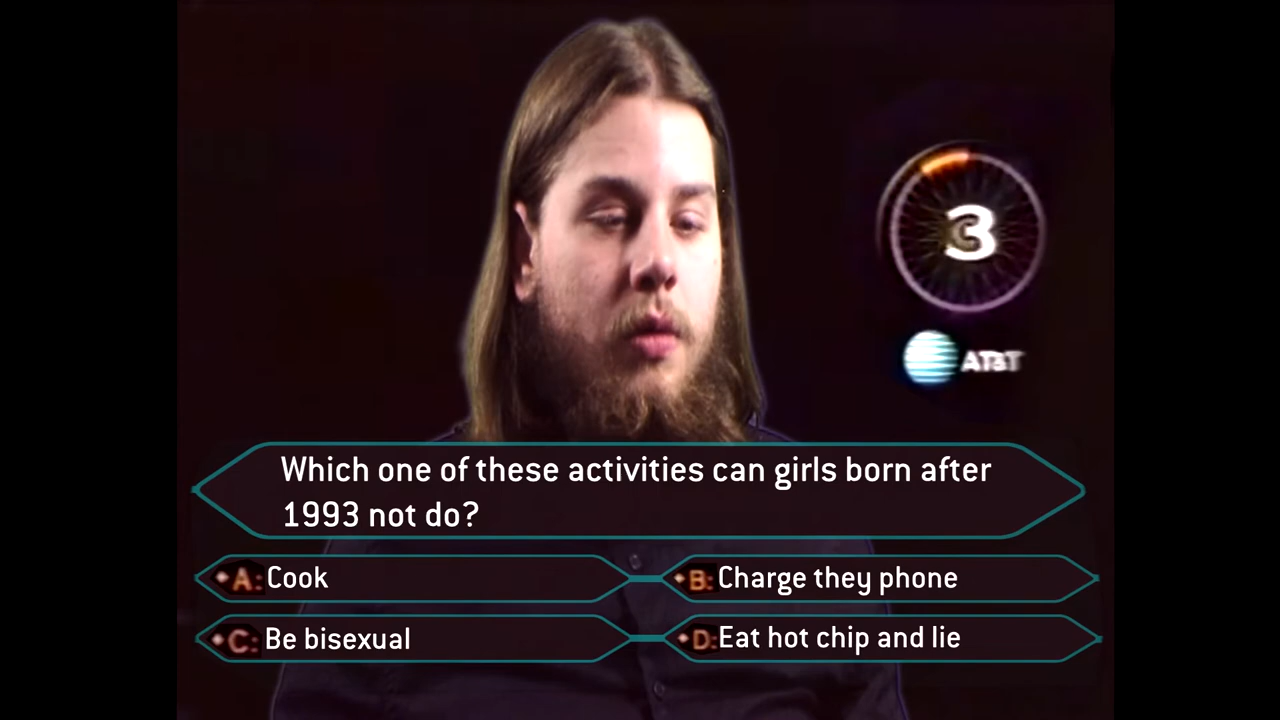 3
AT&T
Which one of these activities can girls born after
1993 not do?
A: Cook
B: Charge they phone
C: Be bisexual
D: Eat hot chip and lie